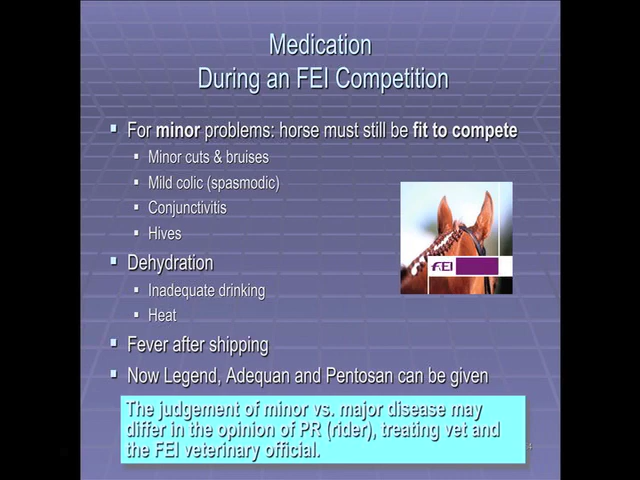 Medication
During an FEI Competition
For minor problems: horse must still be fit to compete
Minor cuts & bruises
Mild colic (spasmodic)
Conjunctivitis
Hives
FEI
Dehydration
Inadequate drinking
Heat
Fever after shipping
Now Legend, Adequan and Pentosan can be given
The judgement of minor vs. major disease may
differ in the opinion of PR (rider), treating vet and
the FEI veterinary official.